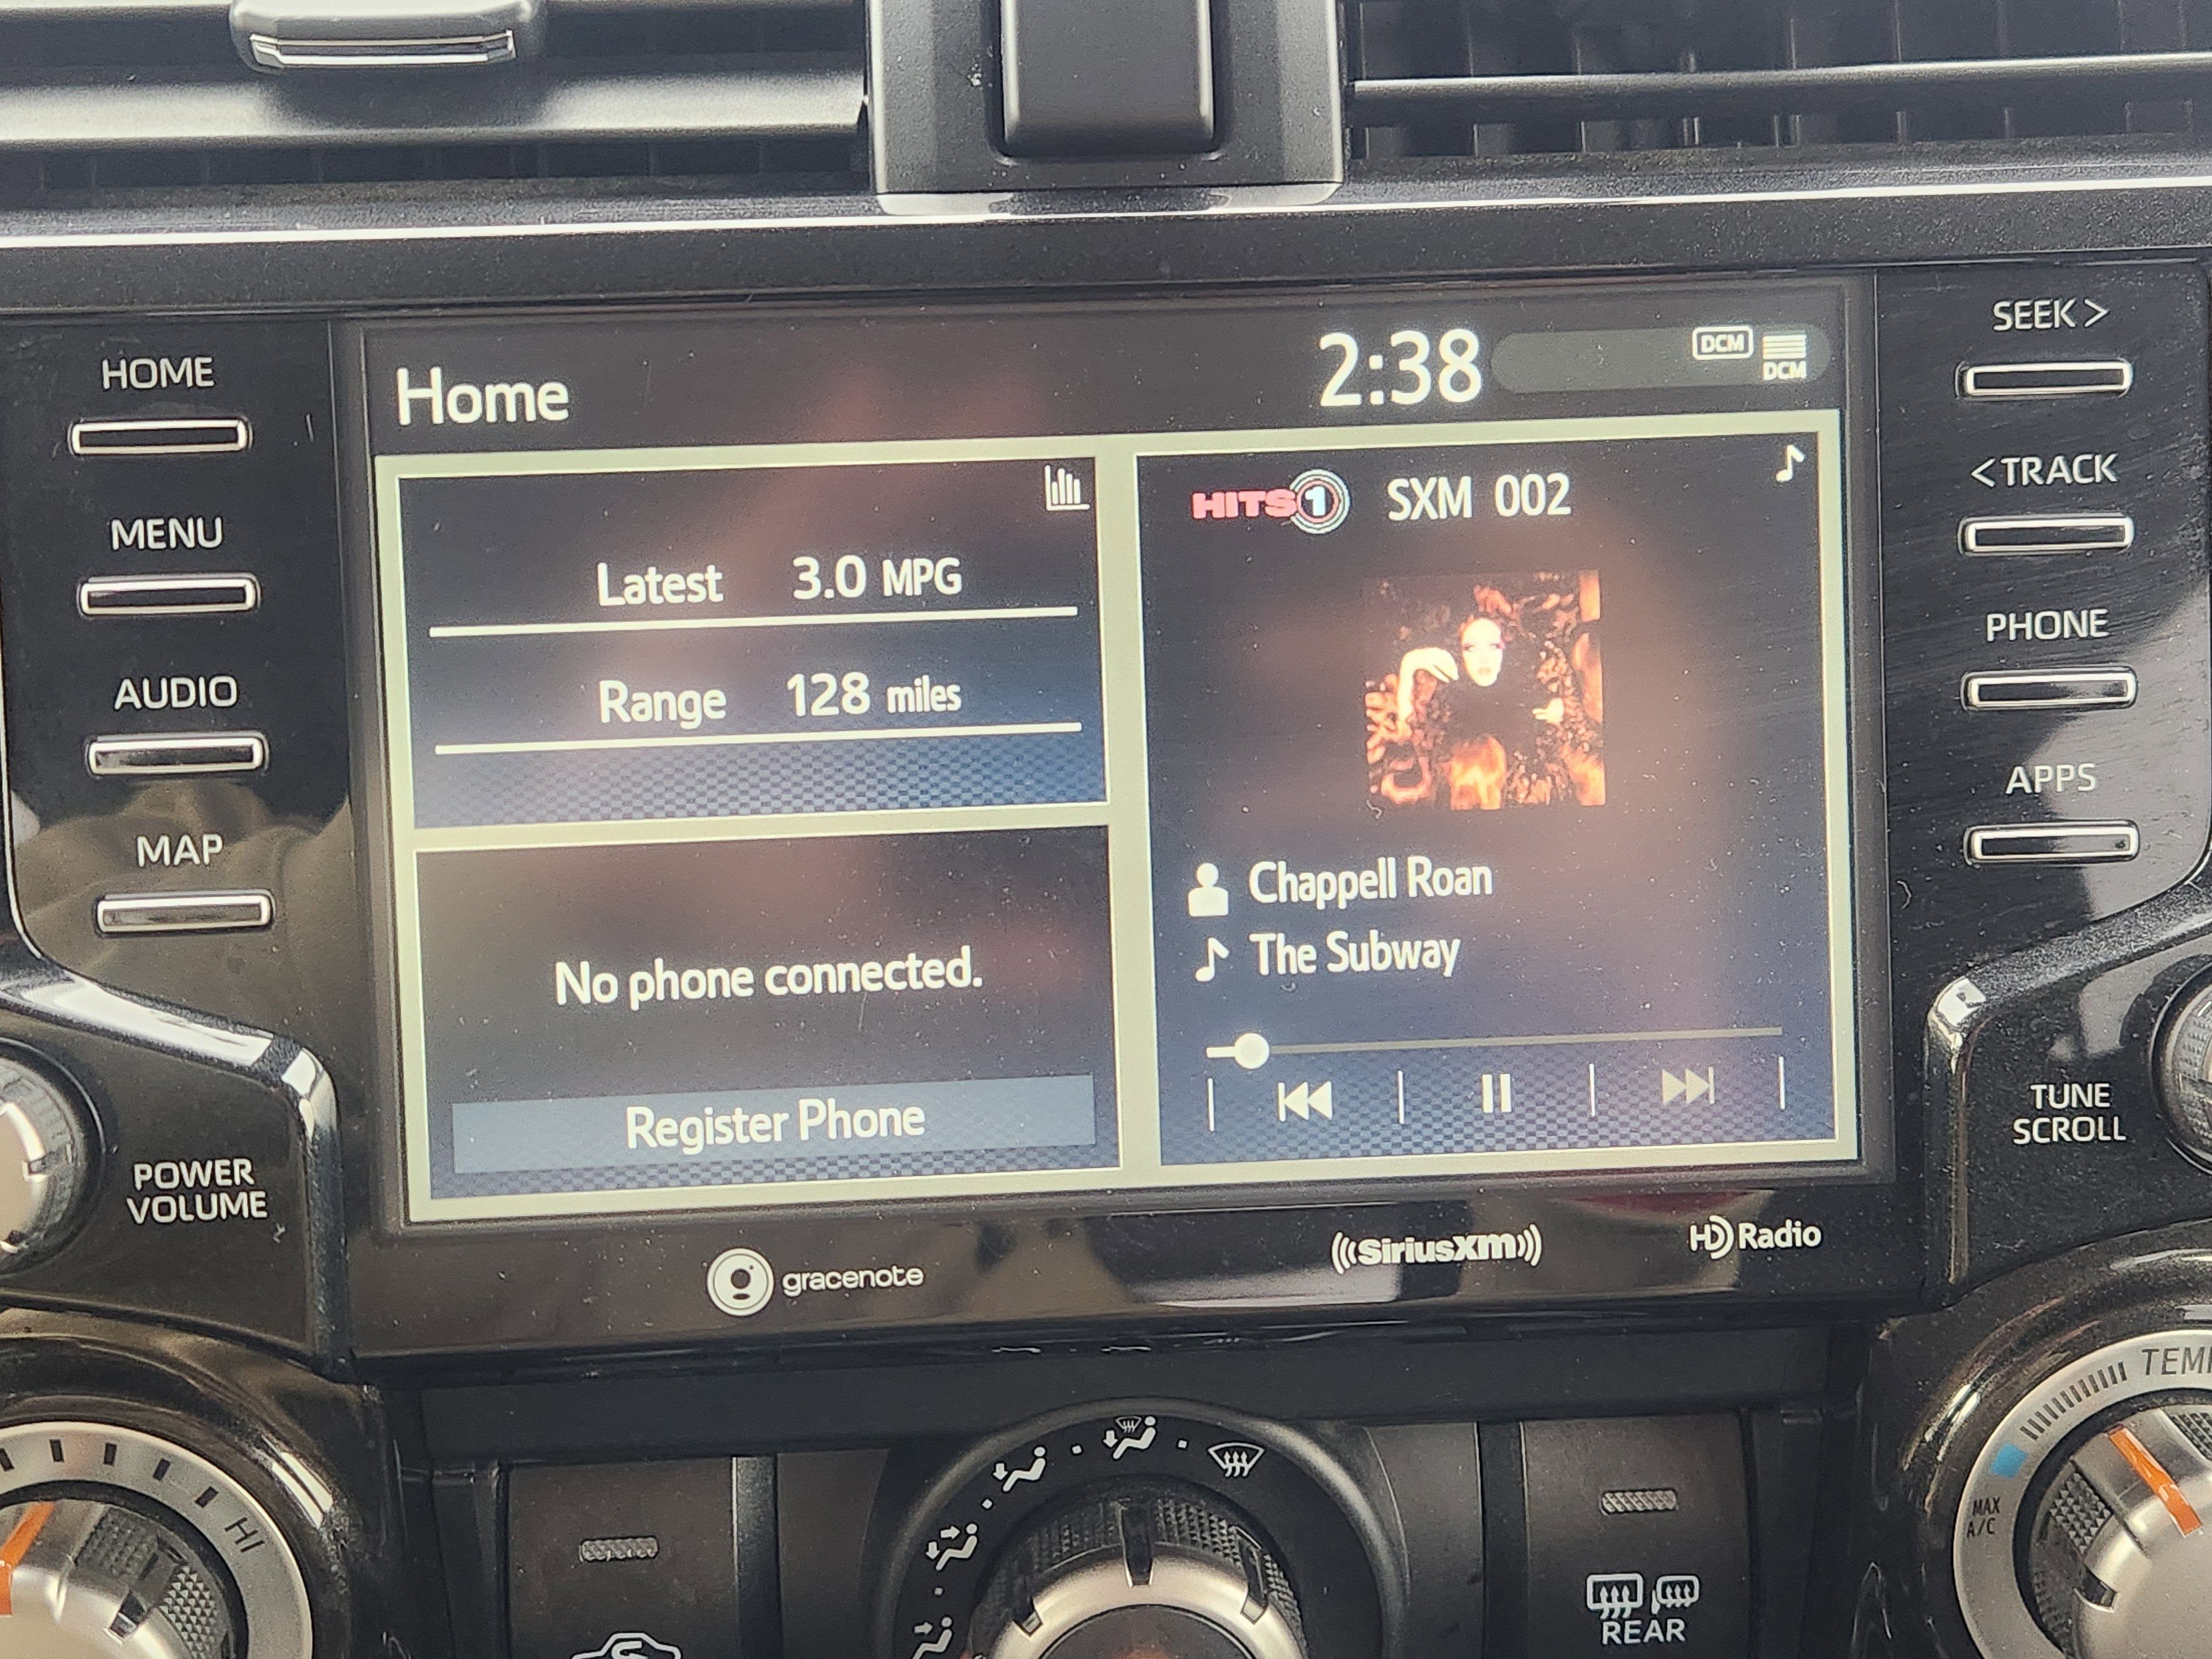 HOME
MENU
AUDIO
MAP
POWER
VOLUME
Home
2:38
DCM
DCM
Latest 3.0 MPG
Range 128 miles
No phone connected.
Register Phone
HITS 1 SXM 002
Chappell Roan
The Subway
SEEK >
< TRACK
PHONE
APPS
TUNE
SCROLL
gracenote
((SiriusXM))
HD Radio
HI
REAR
MAX
A/C